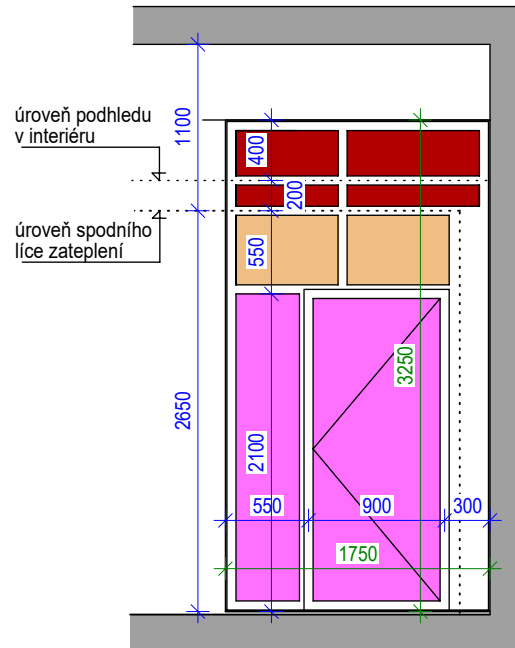 úroveň podhledu
v interiéru
úroveň spodního
líce zateplení
1100
400
200
550
2650
2100
3250
550
900
300
1750